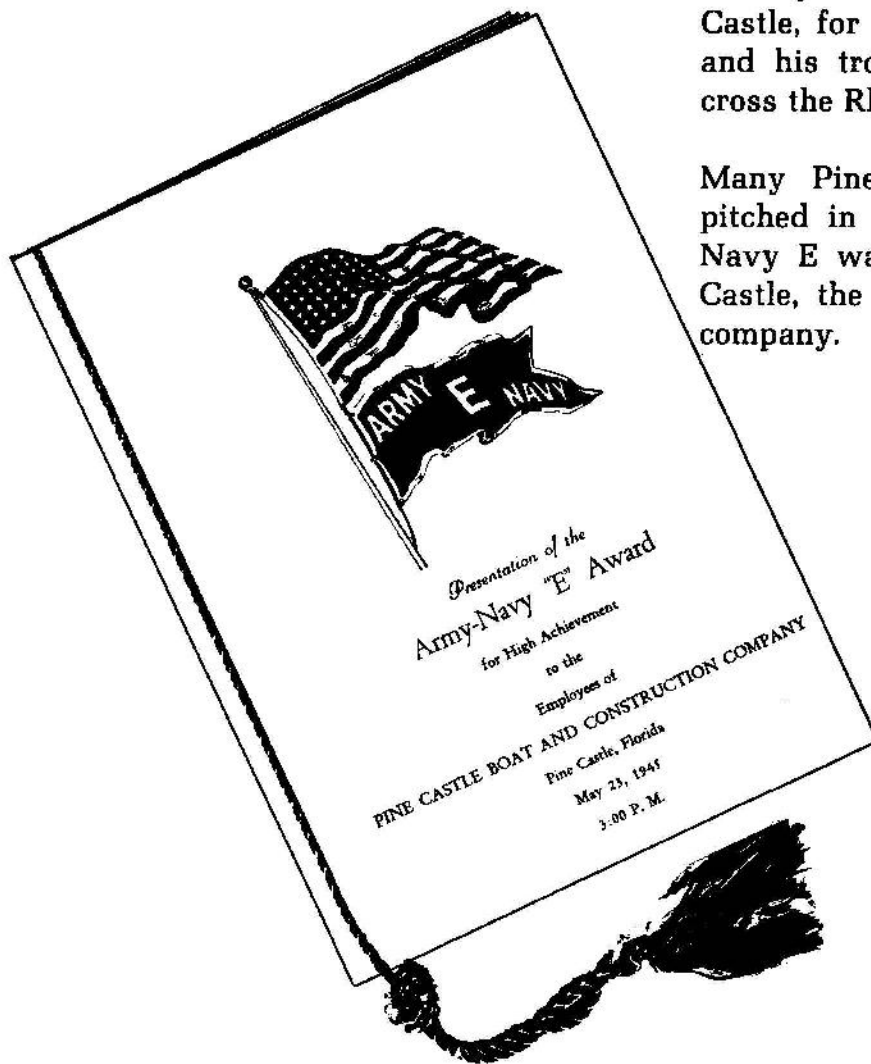 Castle, for
and his tro
cross the Rl
Many Pine
pitched in
Navy E wa
Castle, the
company.
ARMY E NAVY
Presentation of the
Army-Navy "E" Award
for High Achievement
to the
Employees of
PINE CASTLE BOAT AND CONSTRUCTION COMPANY
Pine Castle, Florida
May 23, 1945
3:00 P. M.